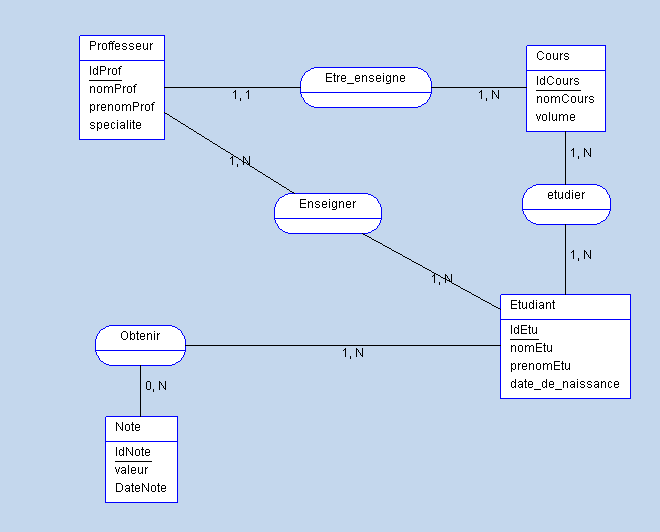 Proffesseur
IdProf
nomProf
prenomProf
specialite
1, 1
Etre_enseigne
1, N
Cours
IdCours
nomCours
volume
1, N
Enseigner
1, N
1, N
etudier
1, N
Etudiant
IdEtu
nomEtu
prenomEtu
date_de_naissance
Obtenir
1, N
0, N
Note
IdNote
valeur
DateNote